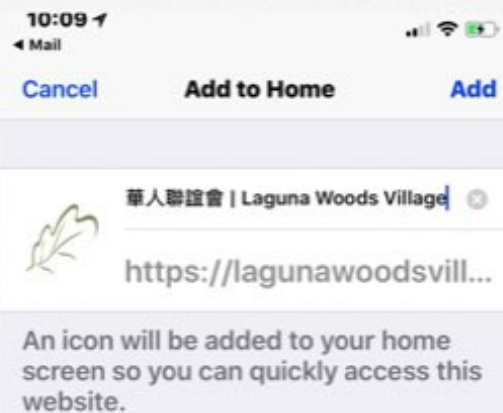 10:09
Mail
Cancel Add to Home Add
華人聯誼會 | Laguna Woods Village
https://lagunawoodsvill...
An icon will be added to your home
screen so you can quickly access this
website.